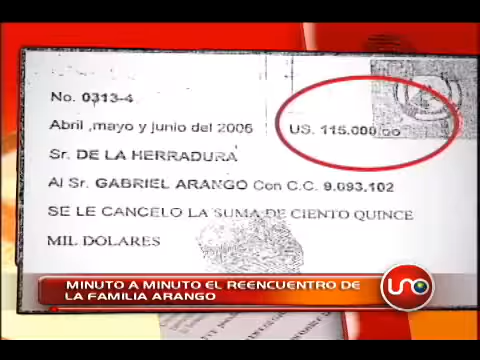 No. 0313-4
Abril ,mayo y junio del 2006
US. 115.000.oo
Sr. DE LA HERRADURA
Al Sr. GABRIEL ARANGO Con C.C. 9.093,102
SE LE CANCELO LA SUMA DE CIENTO QUINCE
MIL DOLARES
MINUTO A MINUTO EL REENCUENTRO DE
LA FAMILIA ARANGO
UNO